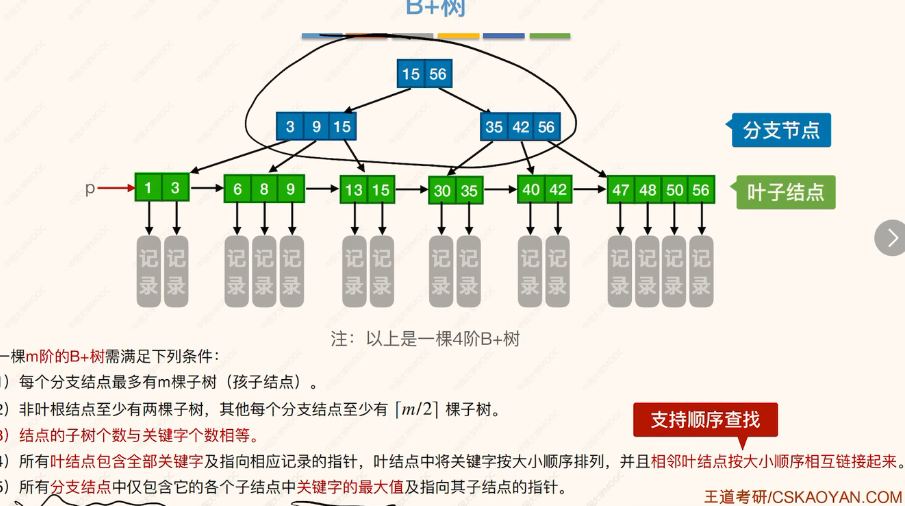 B+树
15 56
3 9 15
35 42 56
分支节点
p
1 3
6 8 9
13 15
30 35
40 42
47 48 50 56
叶子结点
记录 记录 记录 记录 记录 记录 记录 记录 记录 记录 记录 记录 记录 记录 记录
注：以上是一棵4阶B+树
一棵m阶的B+树需满足下列条件：
1）每个分支结点最多有m棵子树（孩子结点）。
2）非叶根结点至少有两棵子树，其他每个分支结点至少有 ⌈m/2⌉ 棵子树。
3）结点的子树个数与关键字个数相等。
支持顺序查找
4）所有叶结点包含全部关键字及指向相应记录的指针，叶结点中将关键字按大小顺序排列，并且相邻叶结点按大小顺序相互链接起来。
5）所有分支结点中仅包含它的各个子结点中关键字的最大值及指向其子结点的指针。
王道考研/CSKAOYAN.COM